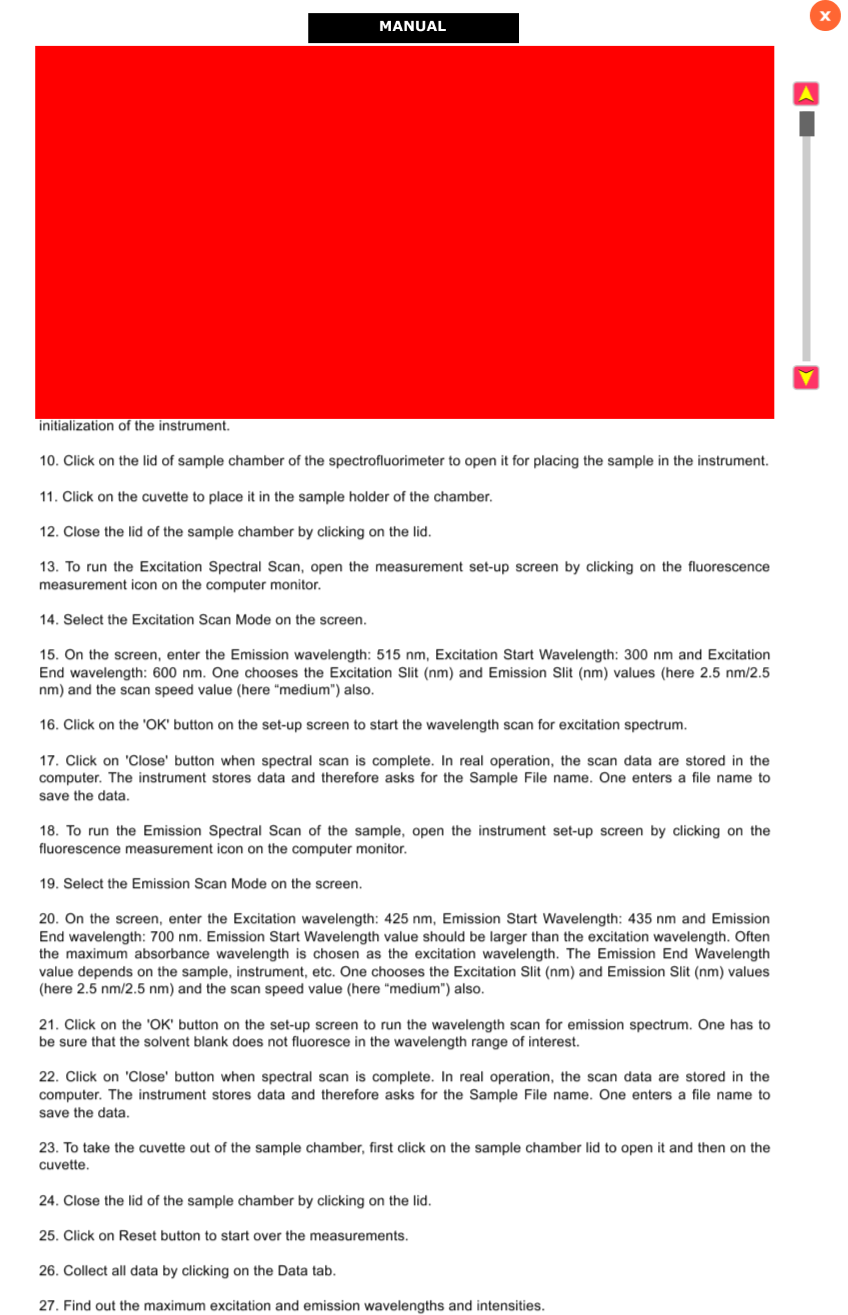 MANUAL
x
initialization of the instrument.
10. Click on the lid of sample chamber of the spectrofluorimeter to open it for placing the sample in the instrument.
11. Click on the cuvette to place it in the sample holder of the chamber.
12. Close the lid of the sample chamber by clicking on the lid.
13. To run the Excitation Spectral Scan, open the measurement set-up screen by clicking on the fluorescence
measurement icon on the computer monitor.
14. Select the Excitation Scan Mode on the screen.
15. On the screen, enter the Emission wavelength: 515 nm, Excitation Start Wavelength: 300 nm and Excitation
End wavelength: 600 nm. One chooses the Excitation Slit (nm) and Emission Slit (nm) values (here 2.5 nm/2.5
nm) and the scan speed value (here “medium”) also.
16. Click on the 'OK' button on the set-up screen to start the wavelength scan for excitation spectrum.
17. Click on 'Close' button when spectral scan is complete. In real operation, the scan data are stored in the
computer. The instrument stores data and therefore asks for the Sample File name. One enters a file name to
save the data.
18. To run the Emission Spectral Scan of the sample, open the instrument set-up screen by clicking on the
fluorescence measurement icon on the computer monitor.
19. Select the Emission Scan Mode on the screen.
20. On the screen, enter the Excitation wavelength: 425 nm, Emission Start Wavelength: 435 nm and Emission
End wavelength: 700 nm. Emission Start Wavelength value should be larger than the excitation wavelength. Often
the maximum absorbance wavelength is chosen as the excitation wavelength. The Emission End Wavelength
value depends on the sample, instrument, etc. One chooses the Excitation Slit (nm) and Emission Slit (nm) values
(here 2.5 nm/2.5 nm) and the scan speed value (here “medium”) also.
21. Click on the 'OK' button on the set-up screen to run the wavelength scan for emission spectrum. One has to
be sure that the solvent blank does not fluoresce in the wavelength range of interest.
22. Click on 'Close' button when spectral scan is complete. In real operation, the scan data are stored in the
computer. The instrument stores data and therefore asks for the Sample File name. One enters a file name to
save the data.
23. To take the cuvette out of the sample chamber, first click on the sample chamber lid to open it and then on the
cuvette.
24. Close the lid of the sample chamber by clicking on the lid.
25. Click on Reset button to start over the measurements.
26. Collect all data by clicking on the Data tab.
27. Find out the maximum excitation and emission wavelengths and intensities.